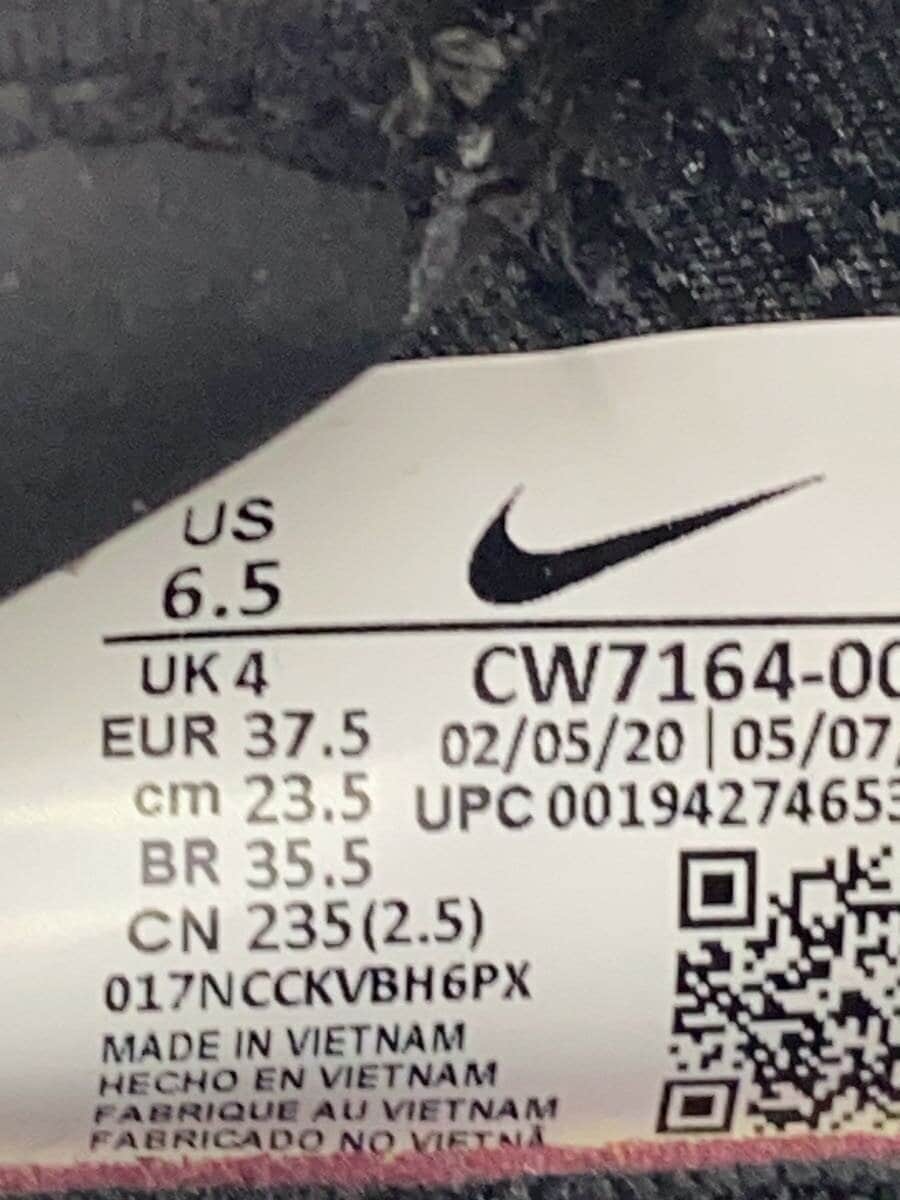 US
6.5
UK 4
EUR 37.5
cm 23.5
BR 35.5
CN 235(2.5)
017NCCKVBH6PX
MADE IN VIETNAM
HECHO EN VIETNAM
FABRIQUE AU VIETNAM
FABRICADO NO VIETNÃ
CW7164-00
02/05/20 | 05/07
UPC 00194274653